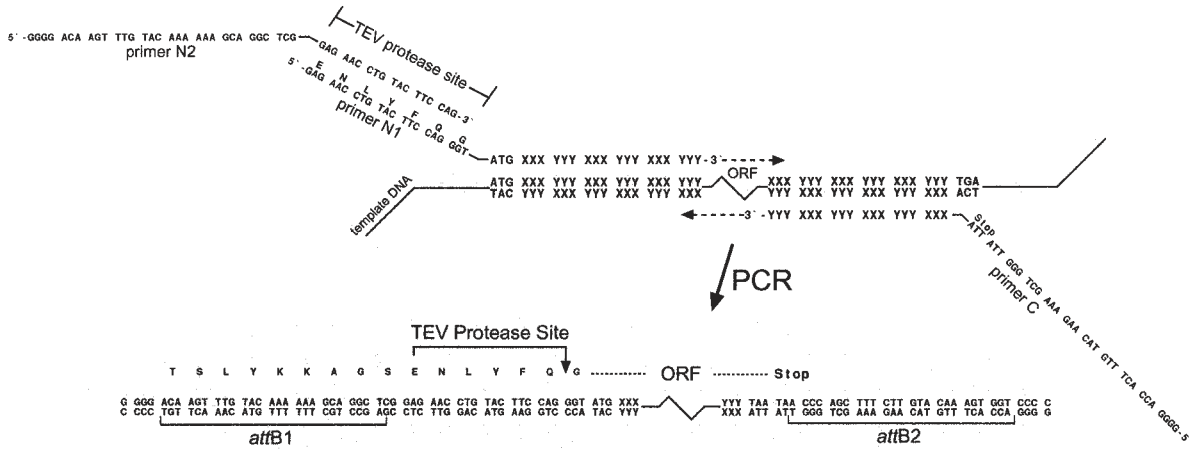 5`-GGGG ACA AGT TTG TAC AAA AAA GCA GGC TCG
primer N2
TEV protease site
GAG AAC CTG TAC TTC CAG-3`
E N L Y F Q G
5`-GAG AAC CTG TAC TTC CAG GGT
primer N1
ATG XXX YYY XXX YYY XXX YYY-3`
ORF
template DNA
ATG XXX YYY XXX YYY XXX YYY XXX YYY XXX YYY XXX YYY TGA
TAC YYY XXX YYY XXX YYY XXX YYY XXX YYY XXX YYY XXX ACT
3`-YYY XXX YYY XXX YYY XXX
Stop
ATT ATT GGG TCG AAA GAA CAT GTT TCA CCA GGGG-5
primer C
PCR
TEV Protease Site
T S L Y K K A G S E N L Y F Q G ORF Stop
G GGG ACA AGT TTG TAC AAA AAA GCA GGC TCG GAG AAC CTG TAC TTC CAG GGT ATG XXX YYY TAA TAA CCC AGC TTT CTT GTA CAA AGT GGT CCC C
C CCC TGT TCA AAC ATG TTT TTT CGT CCG AGC CTC TTG GAC ATG AAG GTC CCA TAC YYY XXX ATT ATT GGG TCG AAA GAA CAT GTT TCA CCA GGG G
attB1
attB2